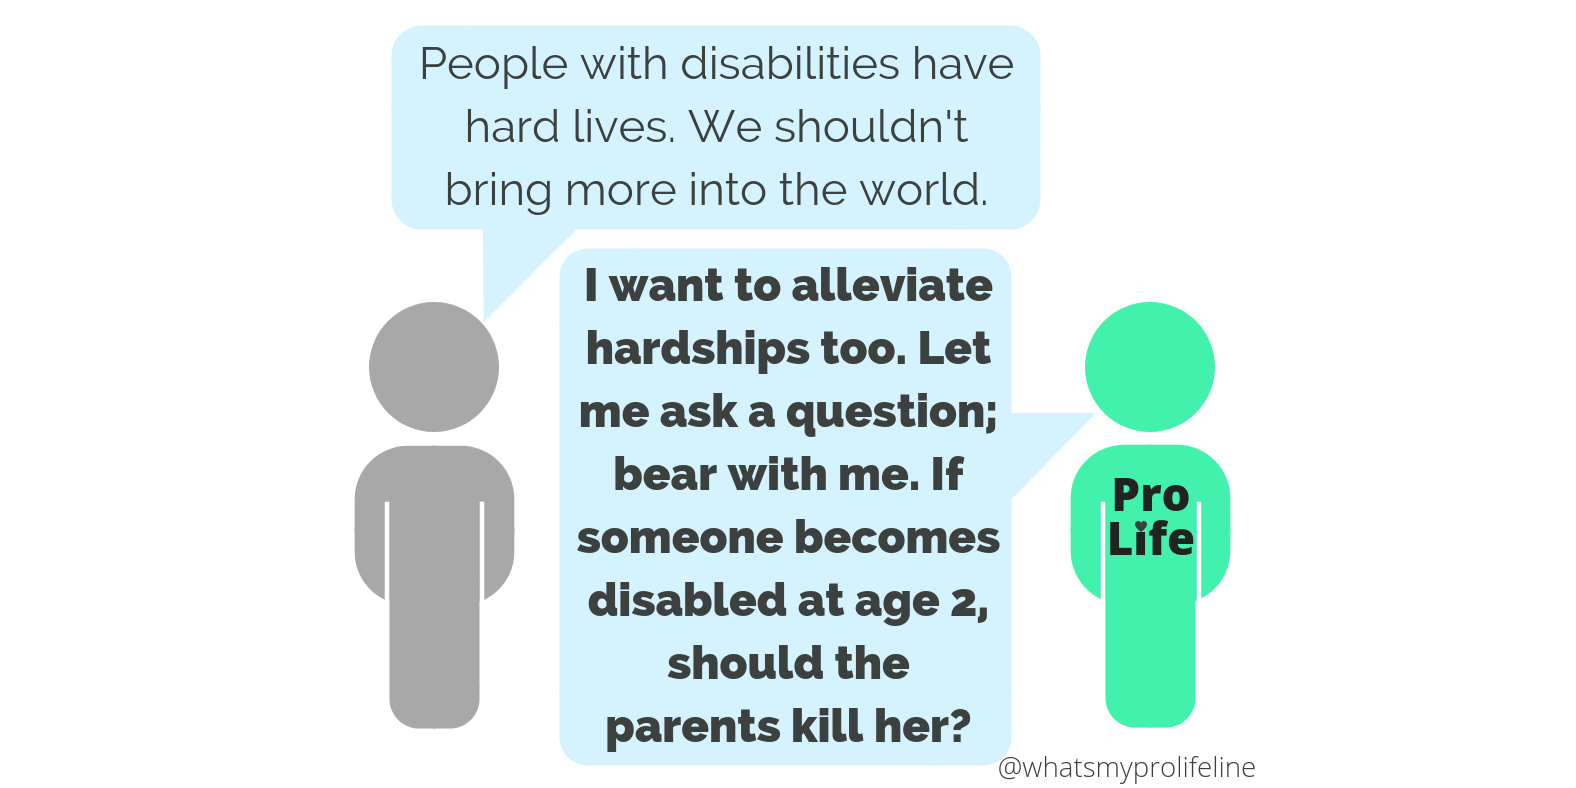 People with disabilities have
hard lives. We shouldn't
bring more into the world.
I want to alleviate
hardships too. Let
me ask a question;
bear with me. If
someone becomes
disabled at age 2,
should the
parents kill her?
Pro
Life
@whatsmyprolifeline